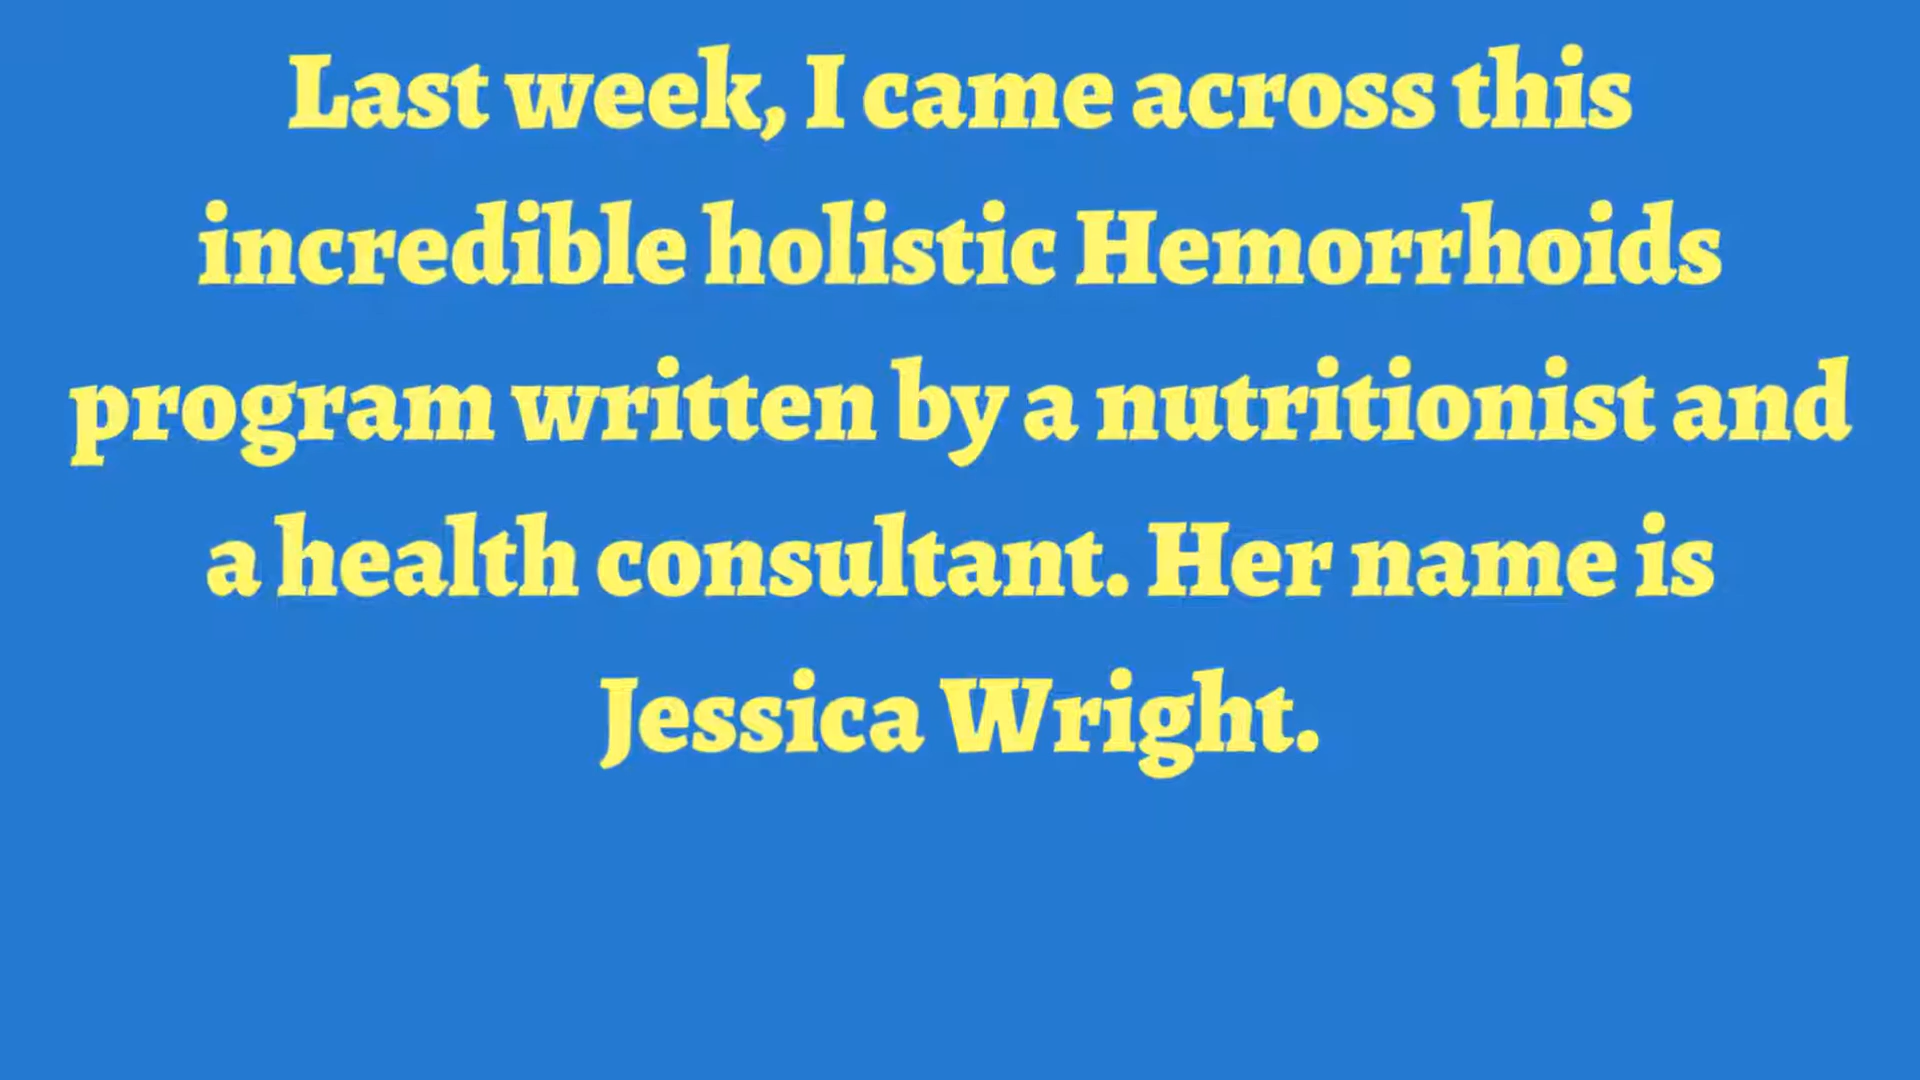 Last week, I came across this
incredible holistic Hemorrhoids
program written by a nutritionist and
a health consultant. Her name is
Jessica Wright.